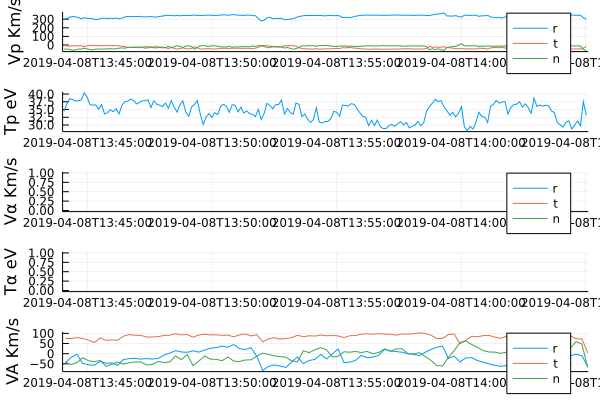 Vp Km/s
300
200
100
0
r
t
n
2019-04-08T13:45:00 2019-04-08T13:50:00 2019-04-08T13:55:00 2019-04-08T14:00:00
Tp eV
40.0
37.5
35.0
32.5
30.0
2019-04-08T13:45:00 2019-04-08T13:50:00 2019-04-08T13:55:00 2019-04-08T14:00:00 2019-04-08T1
Vα Km/s
1.00
0.75
0.50
0.25
0.00
r
t
n
2019-04-08T13:45:00 2019-04-08T13:50:00 2019-04-08T13:55:00 2019-04-08T14:00
Tα eV
1.00
0.75
0.50
0.25
0.00
2019-04-08T13:45:00 2019-04-08T13:50:00 2019-04-08T13:55:00 2019-04-08T14:00:00 2019-04-08T1
VA Km/s
100
50
0
−50
r
t
n
2019-04-08T13:45:00 2019-04-08T13:50:00 2019-04-08T13:55:00 2019-04-08T14:00